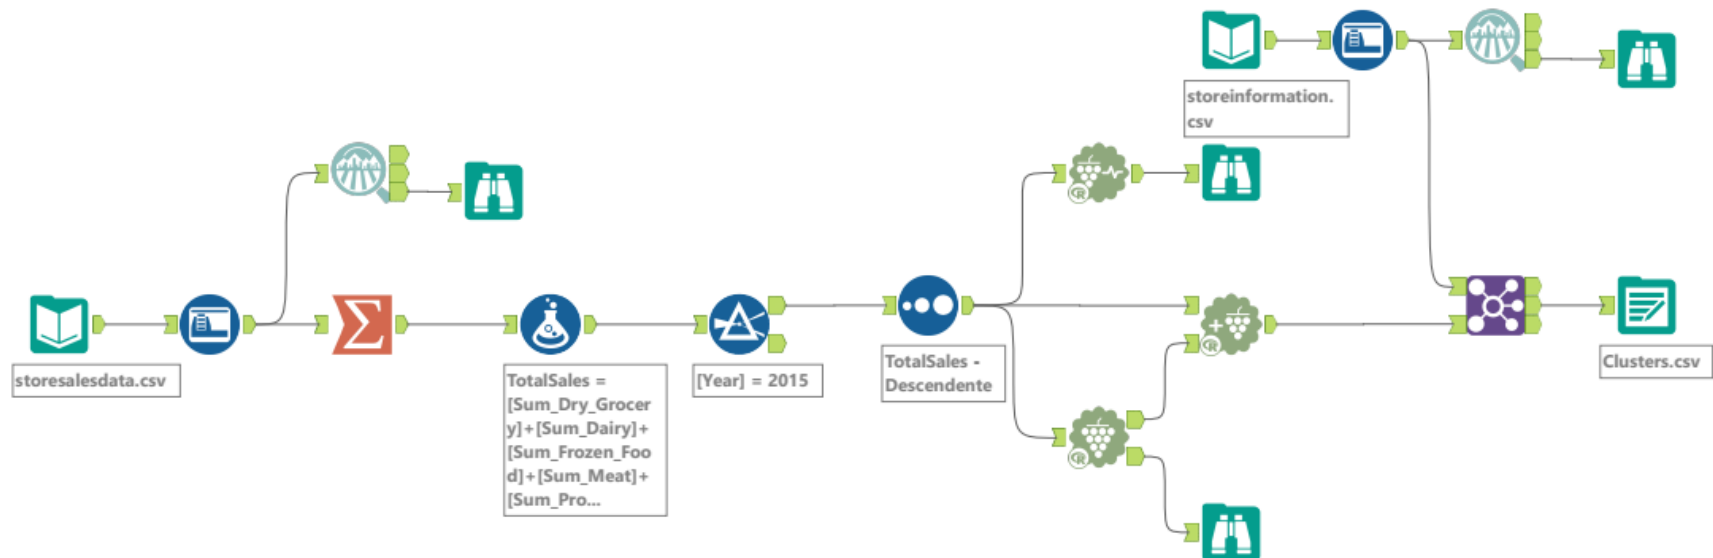 storeinformation.
csv
storesalesdata.csv
TotalSales =
[Sum_Dry_Grocer
y]+[Sum_Dairy]+
[Sum_Frozen_Foo
d]+[Sum_Meat]+
[Sum_Pro...
[Year] = 2015
TotalSales -
Descendente
Clusters.csv